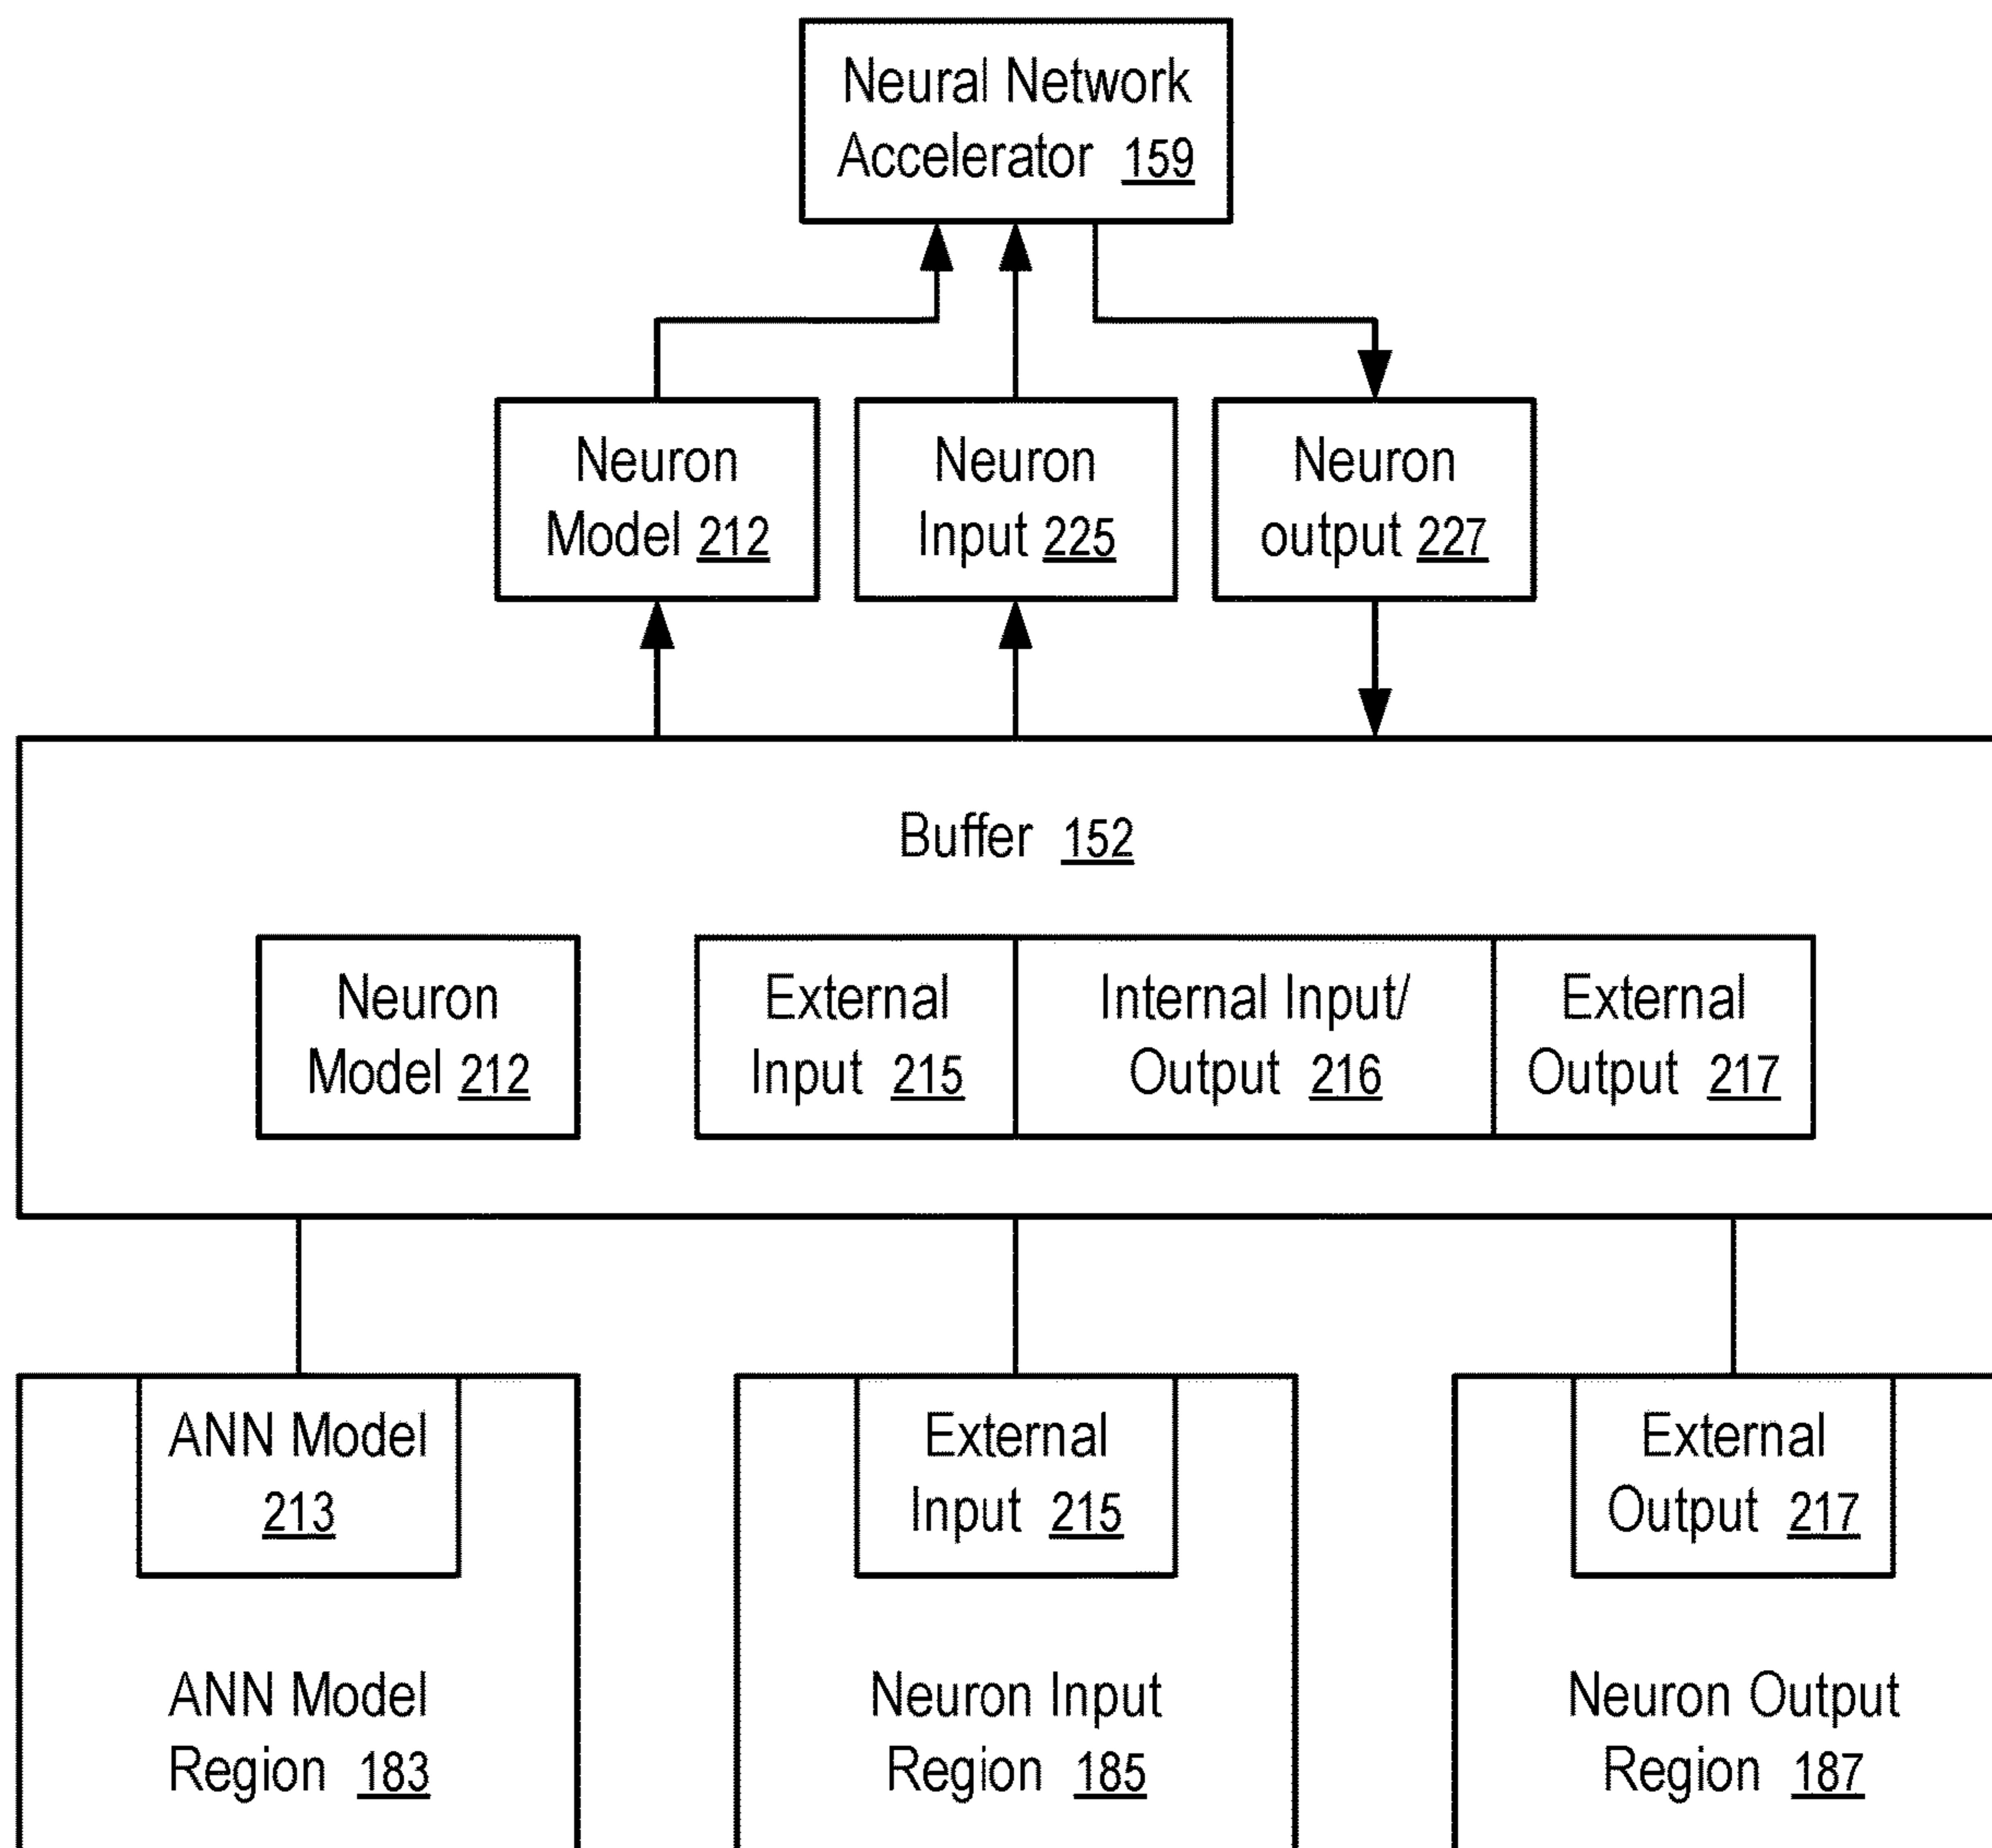 Neural Network
Accelerator 159
Neuron
Model 212
Neuron
Input 225
Neuron
output 227
Buffer 152
Neuron
Model 212
External
Input 215
Internal Input/
Output 216
External
Output 217
ANN Model
213
ANN Model
Region 183
External
Input 215
Neuron Input
Region 185
External
Output 217
Neuron Output
Region 187